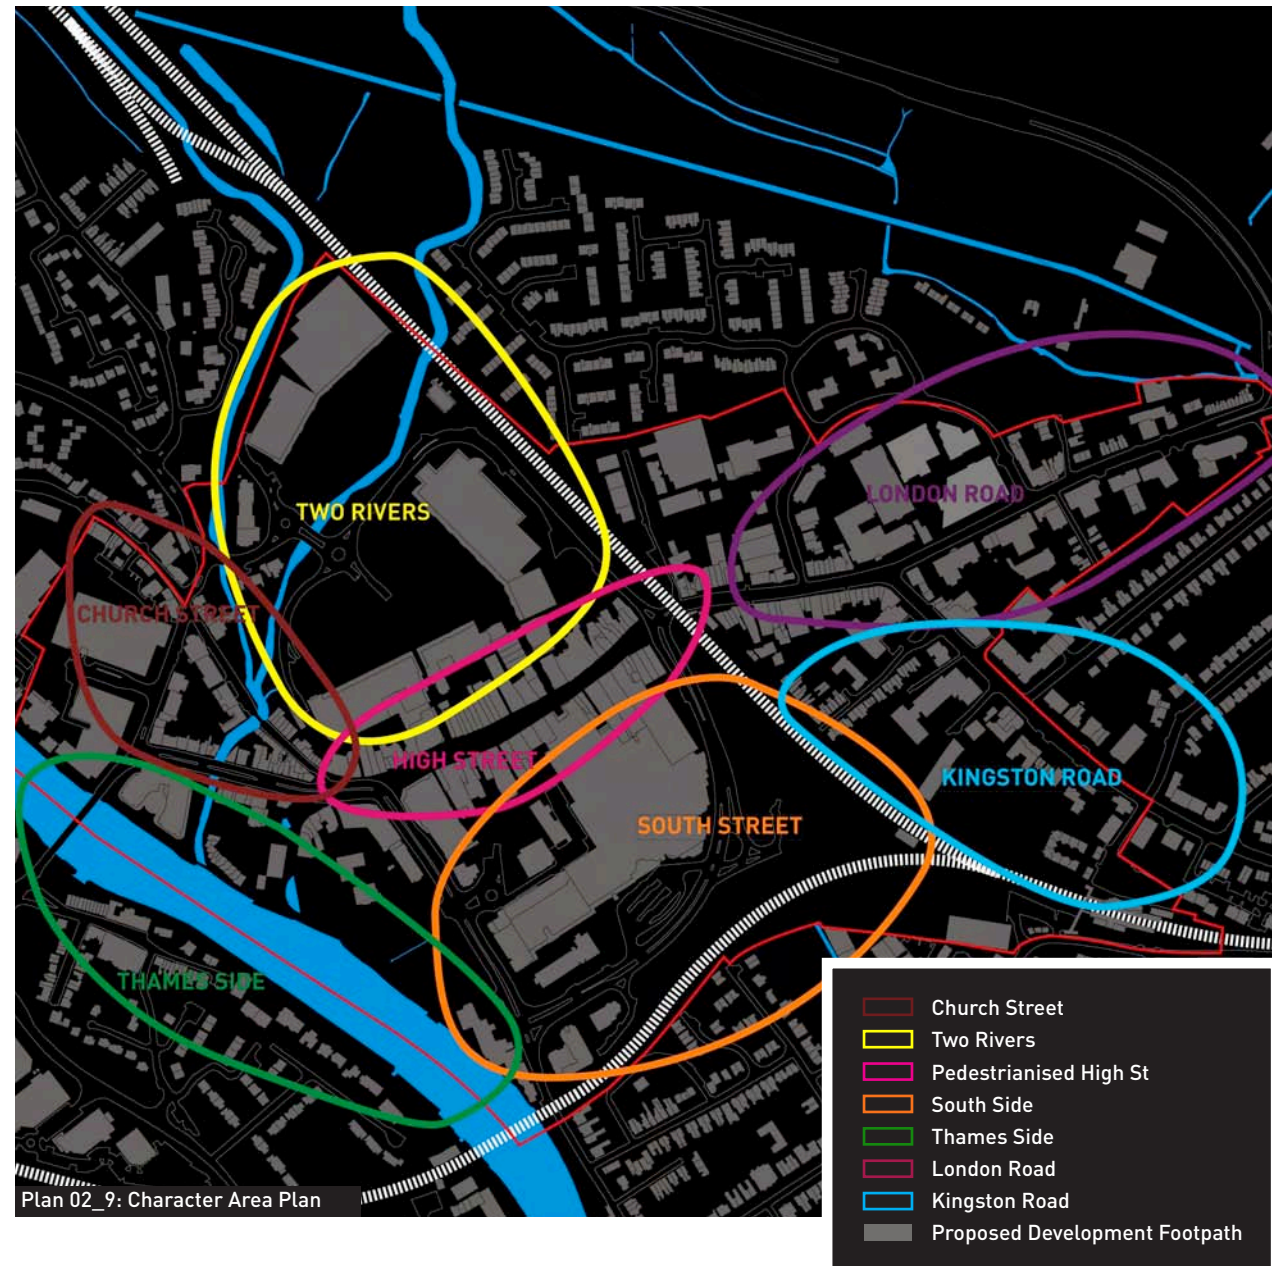 LONDON ROAD
TWO RIVERS
CHURCH STREET
HIGH STREET
KINGSTON ROAD
SOUTH STREET
THAMES SIDE
Church Street
Two Rivers
Pedestrianised High St
South Side
Thames Side
London Road
Kingston Road
Proposed Development Footpath
Plan 02_9: Character Area Plan